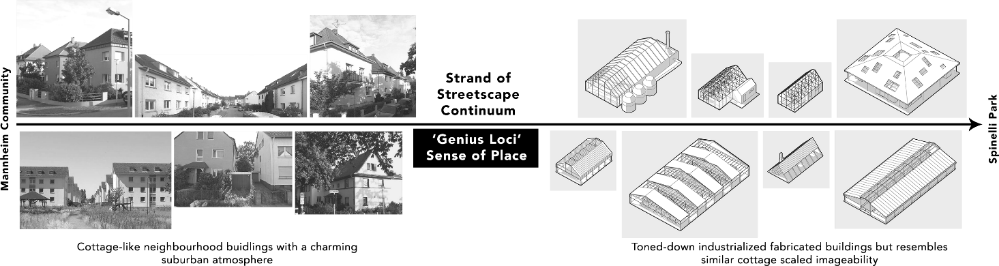 Mannheim Community
Strand of
Streetscape
Continuum
'Genius Loci'
Sense of Place
Spinelli Park
Cottage-like neighbourhood buidlings with a charming
suburban atmosphere
Toned-down industrialized fabricated buildings but resembles
similar cottage scaled imageability